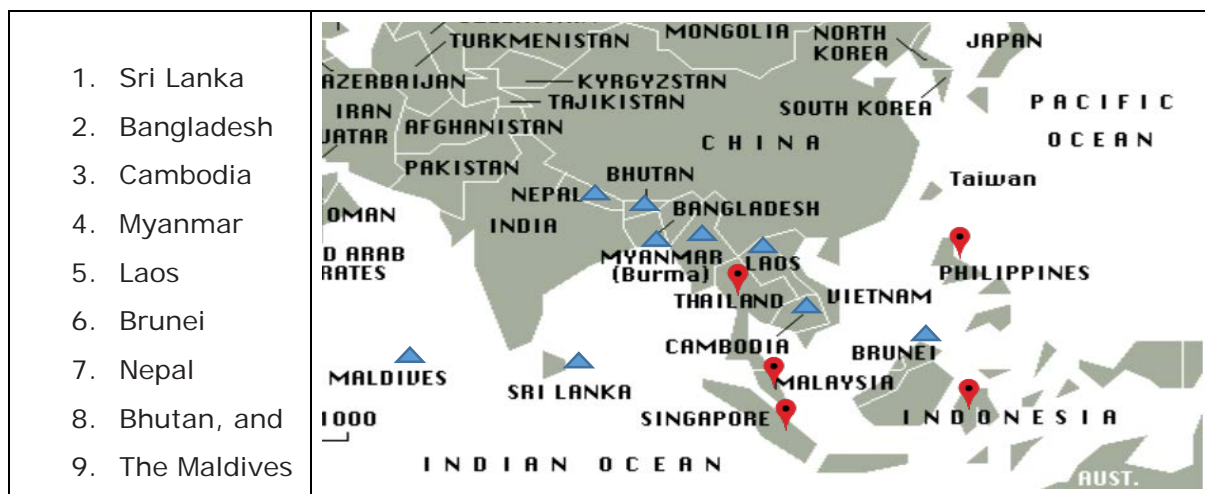 1. Sri Lanka
2. Bangladesh
3. Cambodia
4. Myanmar
5. Laos
6. Brunei
7. Nepal
8. Bhutan, and
9. The Maldives
TURKMENISTAN
MONGOLIA
NORTH
KOREA
JAPAN
AZERBAIJAN
KYRGYZSTAN
TAJIKISTAN
SOUTH KOREA
PACIFIC
OCEAN
IRAN
QATAR
AFGHANISTAN
CHINA
PAKISTAN
BHUTAN
NEPAL
Taiwan
OMAN
INDIA
BANGLADESH
D ARAB
RATES
MYANMAR
(Burma)
LAOS
PHILIPPINES
THAILAND
VIETNAM
CAMBODIA
BRUNEI
MALDIVES
SRI LANKA
MALAYSIA
1000
SINGAPORE
INDONESIA
INDIAN OCEAN
AUST.